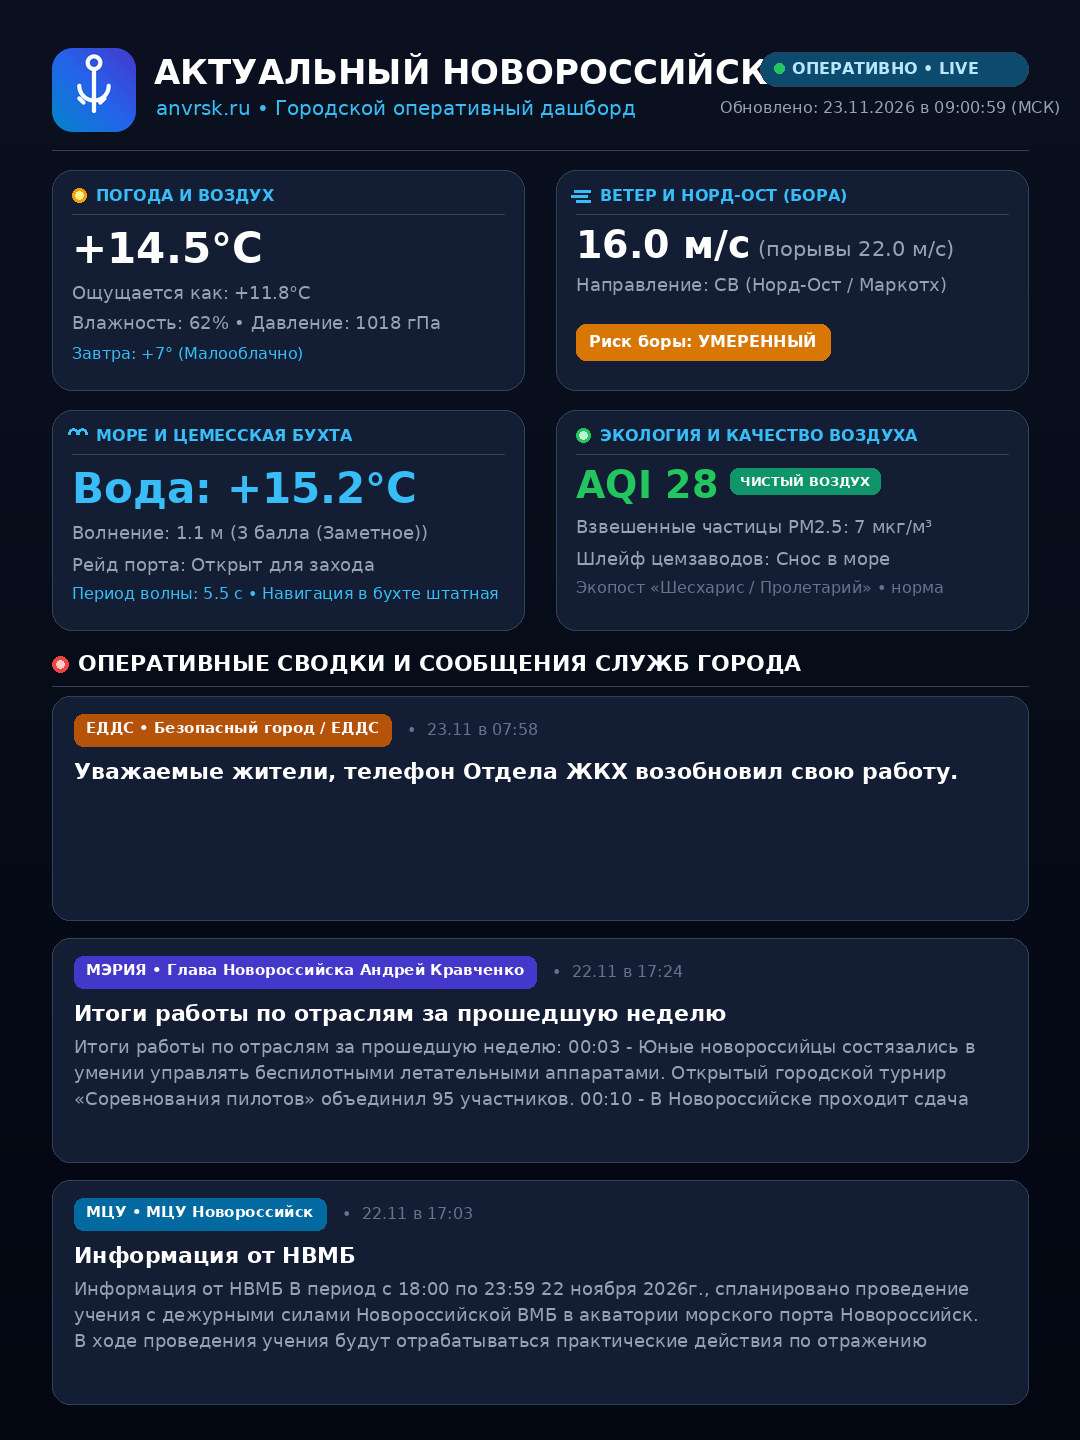 АКТУАЛЬНЫЙ НОВОРОССИЙСК
ОПЕРАТИВНО • LIVE
anvrsk.ru • Городской оперативный дашборд
Обновлено: 23.11.2026 в 09:00:59 (МСК)
ПОГОДА И ВОЗДУХ
+14.5°C
Ощущается как: +11.8°C
Влажность: 62% • Давление: 1018 гПа
Завтра: +7° (Малооблачно)
ВЕТЕР И НОРД-ОСТ (БОРА)
16.0 м/с (порывы 22.0 м/с)
Направление: СВ (Норд-Ост / Маркотх)
Риск боры: УМЕРЕННЫЙ
МОРЕ И ЦЕМЕССКАЯ БУХТА
Вода: +15.2°C
Волнение: 1.1 м (3 балла (Заметное))
Рейд порта: Открыт для захода
Период волны: 5.5 с • Навигация в бухте штатная
ЭКОЛОГИЯ И КАЧЕСТВО ВОЗДУХА
AQI 28 ЧИСТЫЙ ВОЗДУХ
Взвешенные частицы PM2.5: 7 мкг/м³
Шлейф цемзаводов: Снос в море
Экопост «Шесхарис / Пролетарий» • норма
ОПЕРАТИВНЫЕ СВОДКИ И СООБЩЕНИЯ СЛУЖБ ГОРОДА
ЕДДС • Безопасный город / ЕДДС • 23.11 в 07:58
Уважаемые жители, телефон Отдела ЖКХ возобновил свою работу.
МЭРИЯ • Глава Новороссийска Андрей Кравченко • 22.11 в 17:24
Итоги работы по отраслям за прошедшую неделю
Итоги работы по отраслям за прошедшую неделю: 00:03 - Юные новороссийцы состязались в
умении управлять беспилотными летательными аппаратами. Открытый городской турнир
«Соревнования пилотов» объединил 95 участников. 00:10 - В Новороссийске проходит сдача
МЦУ • МЦУ Новороссийск • 22.11 в 17:03
Информация от НВМБ
Информация от НВМБ В период с 18:00 по 23:59 22 ноября 2026г., спланировано проведение
учения с дежурными силами Новороссийской ВМБ в акватории морского порта Новороссийск.
В ходе проведения учения будут отрабатываться практические действия по отражению